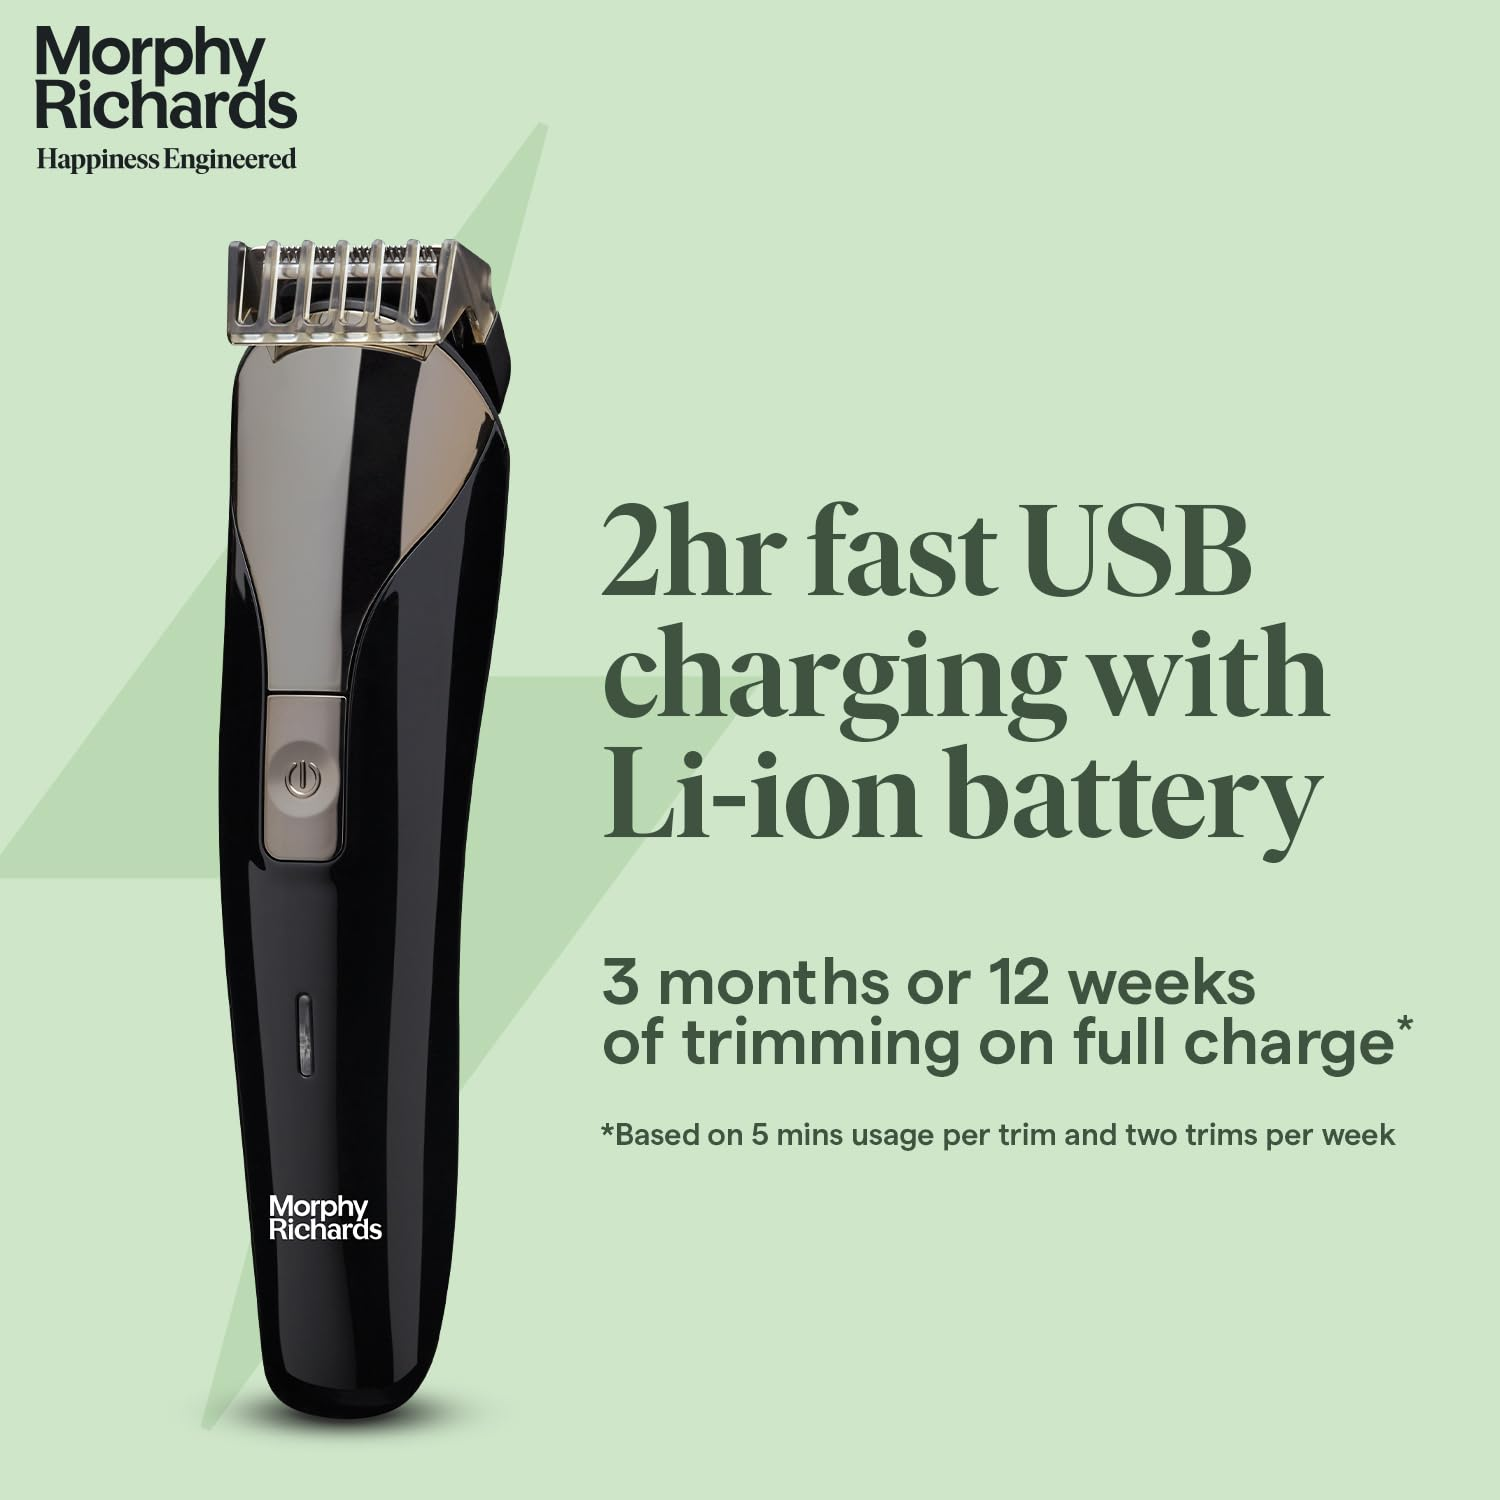 Morphy
Richards
Happiness Engineered
2hr fast USB
charging with
Li-ion battery
3 months or 12 weeks
of trimming on full charge*
*Based on 5 mins usage per trim and two trims per week
Morphy
Richards